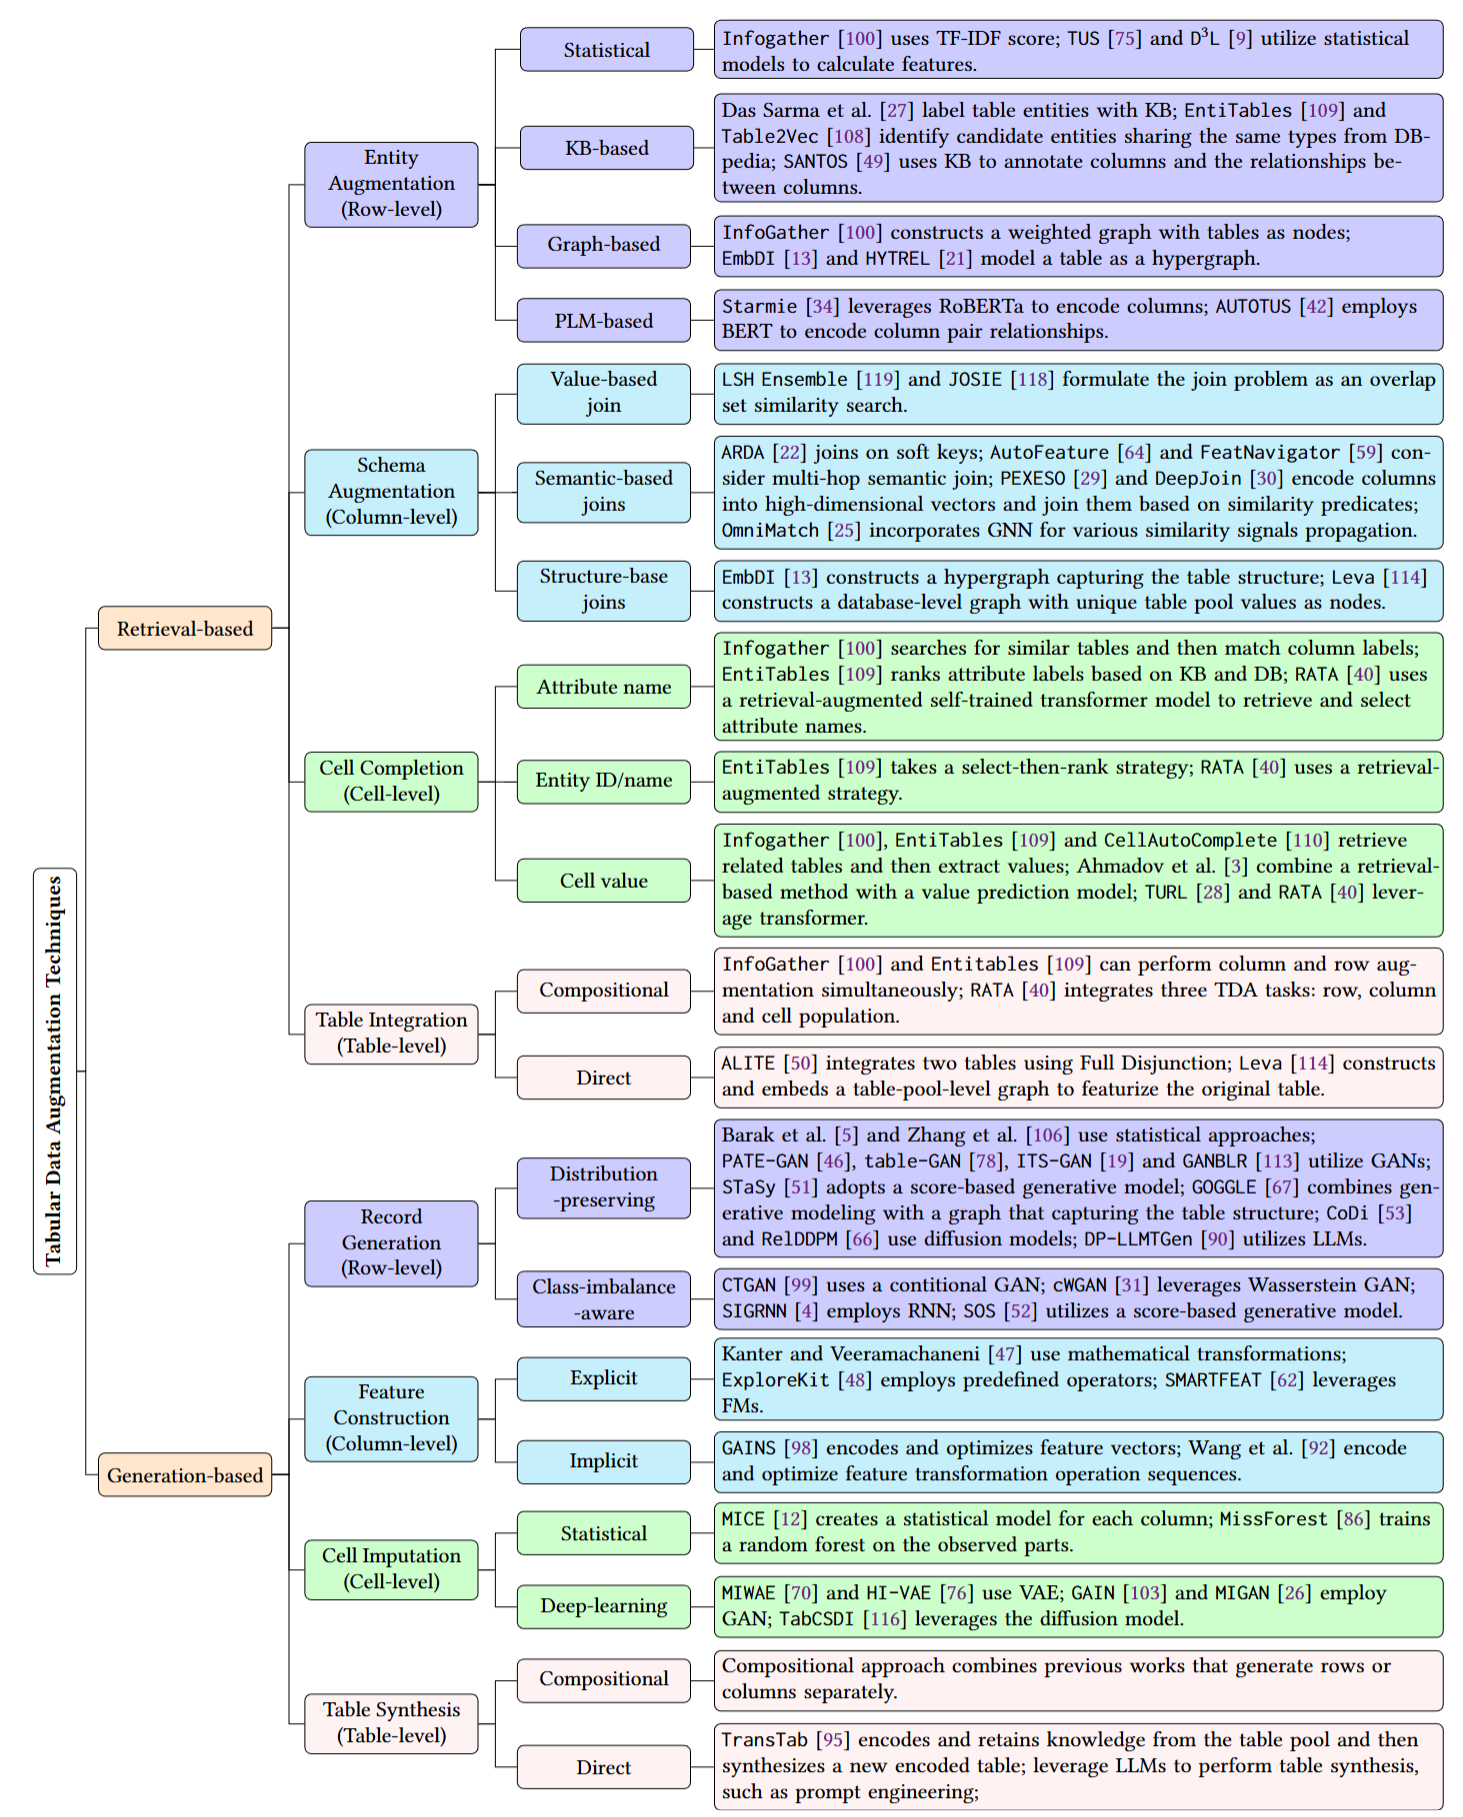 Tabular Data Augmentation Techniques
Retrieval-based
Entity
Augmentation
(Row-level)
Statistical
Infogather [100] uses TF-IDF score; TUS [75] and D³L [9] utilize statistical
models to calculate features.
KB-based
Das Sarma et al. [27] label table entities with KB; EntiTables [109] and
Table2Vec [108] identify candidate entities sharing the same types from DB-
pedia; SANTOS [49] uses KB to annotate columns and the relationships be-
tween columns.
Graph-based
InfoGather [100] constructs a weighted graph with tables as nodes;
EmbDI [13] and HYTREL [21] model a table as a hypergraph.
PLM-based
Starmie [34] leverages RoBERTa to encode columns; AUTOTUS [42] employs
BERT to encode column pair relationships.
Schema
Augmentation
(Column-level)
Value-based
join
LSH Ensemble [119] and JOSIE [118] formulate the join problem as an overlap
set similarity search.
Semantic-based
joins
ARDA [22] joins on soft keys; AutoFeature [64] and FeatNavigator [59] con-
sider multi-hop semantic join; PEXESO [29] and DeepJoin [30] encode columns
into high-dimensional vectors and join them based on similarity predicates;
OmniMatch [25] incorporates GNN for various similarity signals propagation.
Structure-base
joins
EmbDI [13] constructs a hypergraph capturing the table structure; Leva [114]
constructs a database-level graph with unique table pool values as nodes.
Cell Completion
(Cell-level)
Attribute name
Infogather [100] searches for similar tables and then match column labels;
EntiTables [109] ranks attribute labels based on KB and DB; RATA [40] uses
a retrieval-augmented self-trained transformer model to retrieve and select
attribute names.
Entity ID/name
EntiTables [109] takes a select-then-rank strategy; RATA [40] uses a retrieval-
augmented strategy.
Cell value
Infogather [100], EntiTables [109] and CellAutoComplete [110] retrieve
related tables and then extract values; Ahmadov et al. [3] combine a retrieval-
based method with a value prediction model; TURL [28] and RATA [40] lever-
age transformer.
Table Integration
(Table-level)
Compositional
InfoGather [100] and Entitables [109] can perform column and row aug-
mentation simultaneously; RATA [40] integrates three TDA tasks: row, column
and cell population.
Direct
ALITE [50] integrates two tables using Full Disjunction; Leva [114] constructs
and embeds a table-pool-level graph to featurize the original table.
Generation-based
Record
Generation
(Row-level)
Distribution
-preserving
Barak et al. [5] and Zhang et al. [106] use statistical approaches;
PATE-GAN [46], table-GAN [78], ITS-GAN [19] and GANBLR [113] utilize GANs;
STaSy [51] adopts a score-based generative model; GOGGLE [67] combines gen-
erative modeling with a graph that capturing the table structure; CoDi [53]
and RelDDPM [66] use diffusion models; DP-LLMTGen [90] utilizes LLMs.
Class-imbalance
-aware
CTGAN [99] uses a contitional GAN; cWGAN [31] leverages Wasserstein GAN;
SIGRNN [4] employs RNN; SOS [52] utilizes a score-based generative model.
Feature
Construction
(Column-level)
Explicit
Kanter and Veeramachaneni [47] use mathematical transformations;
ExploreKit [48] employs predefined operators; SMARTFEAT [62] leverages
FMs.
Implicit
GAINS [98] encodes and optimizes feature vectors; Wang et al. [92] encode
and optimize feature transformation operation sequences.
Cell Imputation
(Cell-level)
Statistical
MICE [12] creates a statistical model for each column; MissForest [86] trains
a random forest on the observed parts.
Deep-learning
MIWAE [70] and HI-VAE [76] use VAE; GAIN [103] and MIGAN [26] employ
GAN; TabCSDI [116] leverages the diffusion model.
Table Synthesis
(Table-level)
Compositional
Compositional approach combines previous works that generate rows or
columns separately.
Direct
TransTab [95] encodes and retains knowledge from the table pool and then
synthesizes a new encoded table; leverage LLMs to perform table synthesis,
such as prompt engineering;